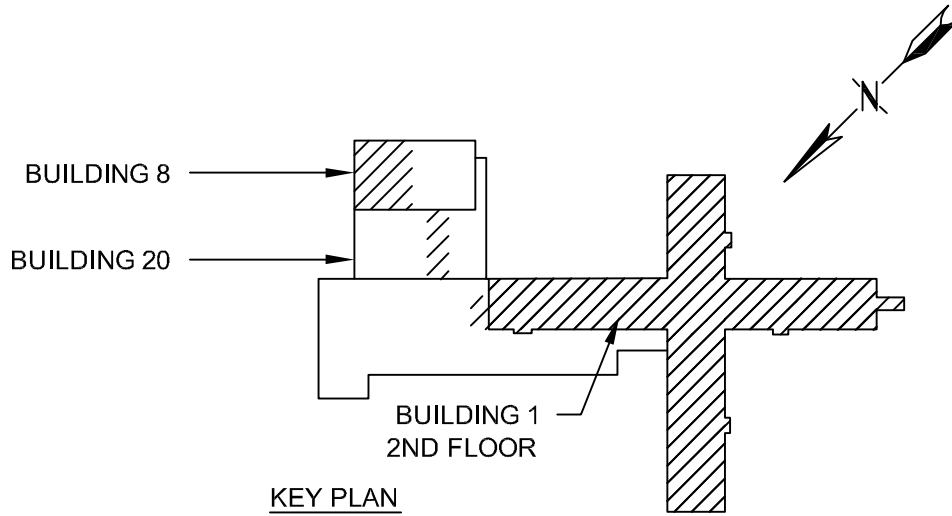 N
BUILDING 8
BUILDING 20
BUILDING 1
2ND FLOOR
KEY PLAN